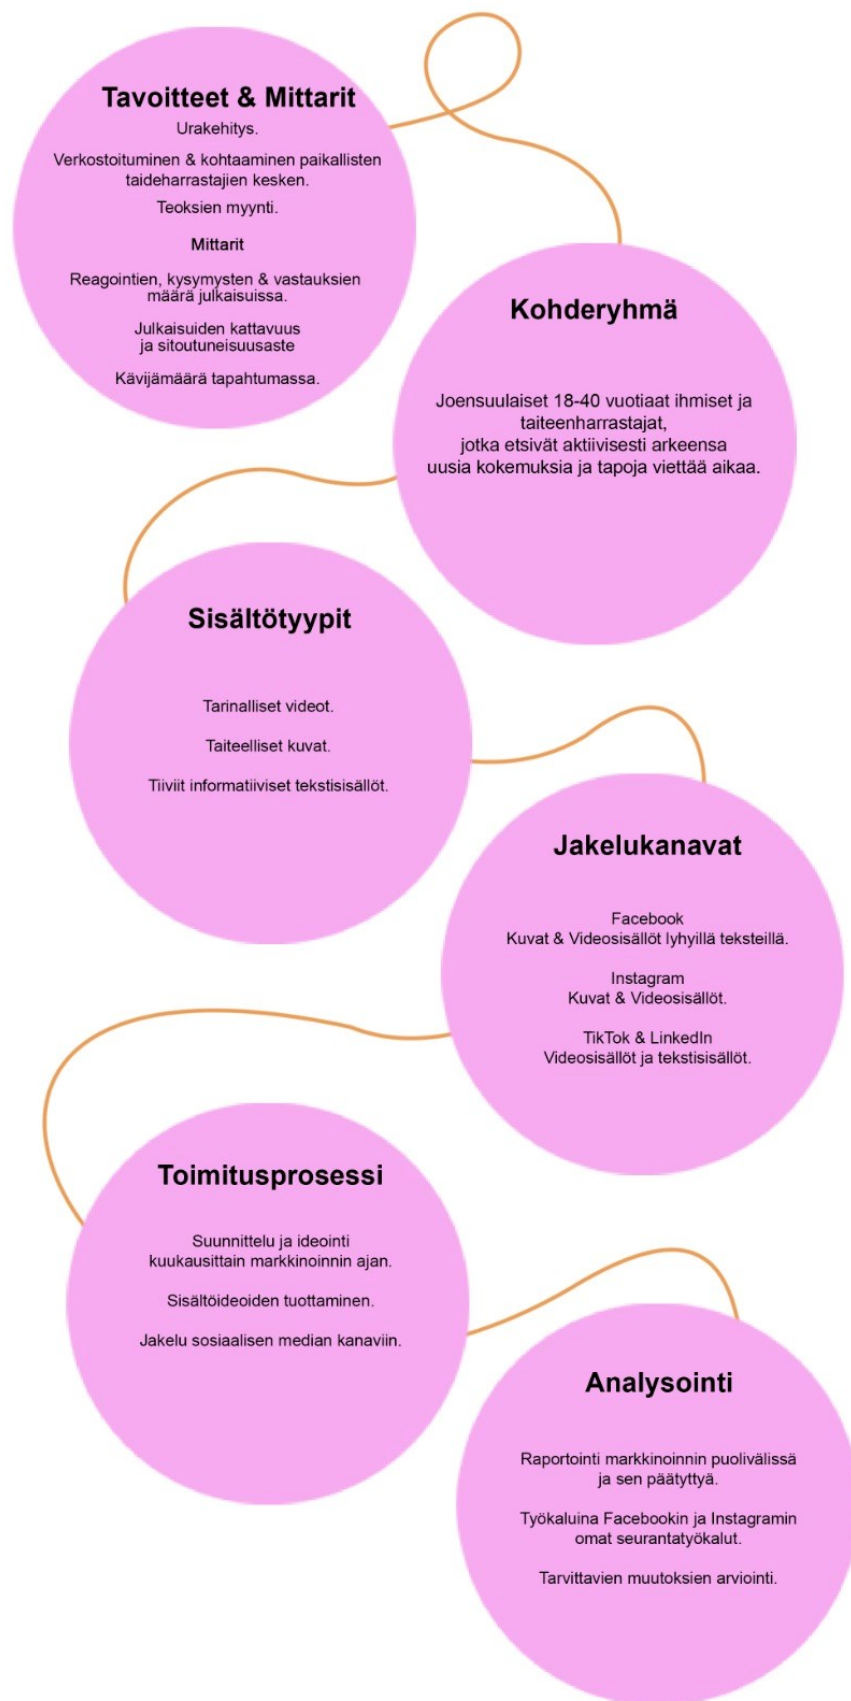 Tavoitteet & Mittarit
Urakehitys.
Verkostoituminen & kohtaaminen paikallisten
taideharrastajien kesken.
Teoksien myynti.
Mittarit
Reagointien, kysymysten & vastauksien
määrä julkaisuissa.
Julkaisuiden kattavuus
ja sitoutuneisuusaste
Kävijämäärä tapahtumassa.
Kohderyhmä
Joensuulaiset 18-40 vuotiaat ihmiset ja
taiteenharrastajat,
jotka etsivät aktiivisesti arkeensa
uusia kokemuksia ja tapoja viettää aikaa.
Sisältötyypit
Tarinalliset videot.
Taiteelliset kuvat.
Tiiviit informatiiviset tekstisisällöt.
Jakelukanavat
Facebook
Kuvat & Videosisällöt lyhyillä teksteillä.
Instagram
Kuvat & Videosisällöt.
TikTok & LinkedIn
Videosisällöt ja tekstisisällöt.
Toimitusprosessi
Suunnittelu ja ideointi
kuukausittain markkinoinnin ajan.
Sisältöideoiden tuottaminen.
Jakelu sosiaalisen median kanaviin.
Analysointi
Raportointi markkinoinnin puolivälissä
ja sen päätyttyä.
Työkaluina Facebookin ja Instagramin
omat seurantatyökalut.
Tarvittavien muutoksien arviointi.